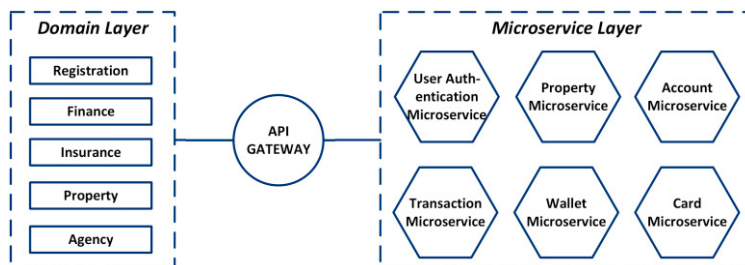 Domain Layer
Registration
Finance
Insurance
Property
Agency
API
GATEWAY
Microservice Layer
User Auth-
entication
Microservice
Property
Microservice
Account
Microservice
Transaction
Microservice
Wallet
Microservice
Card
Microservice